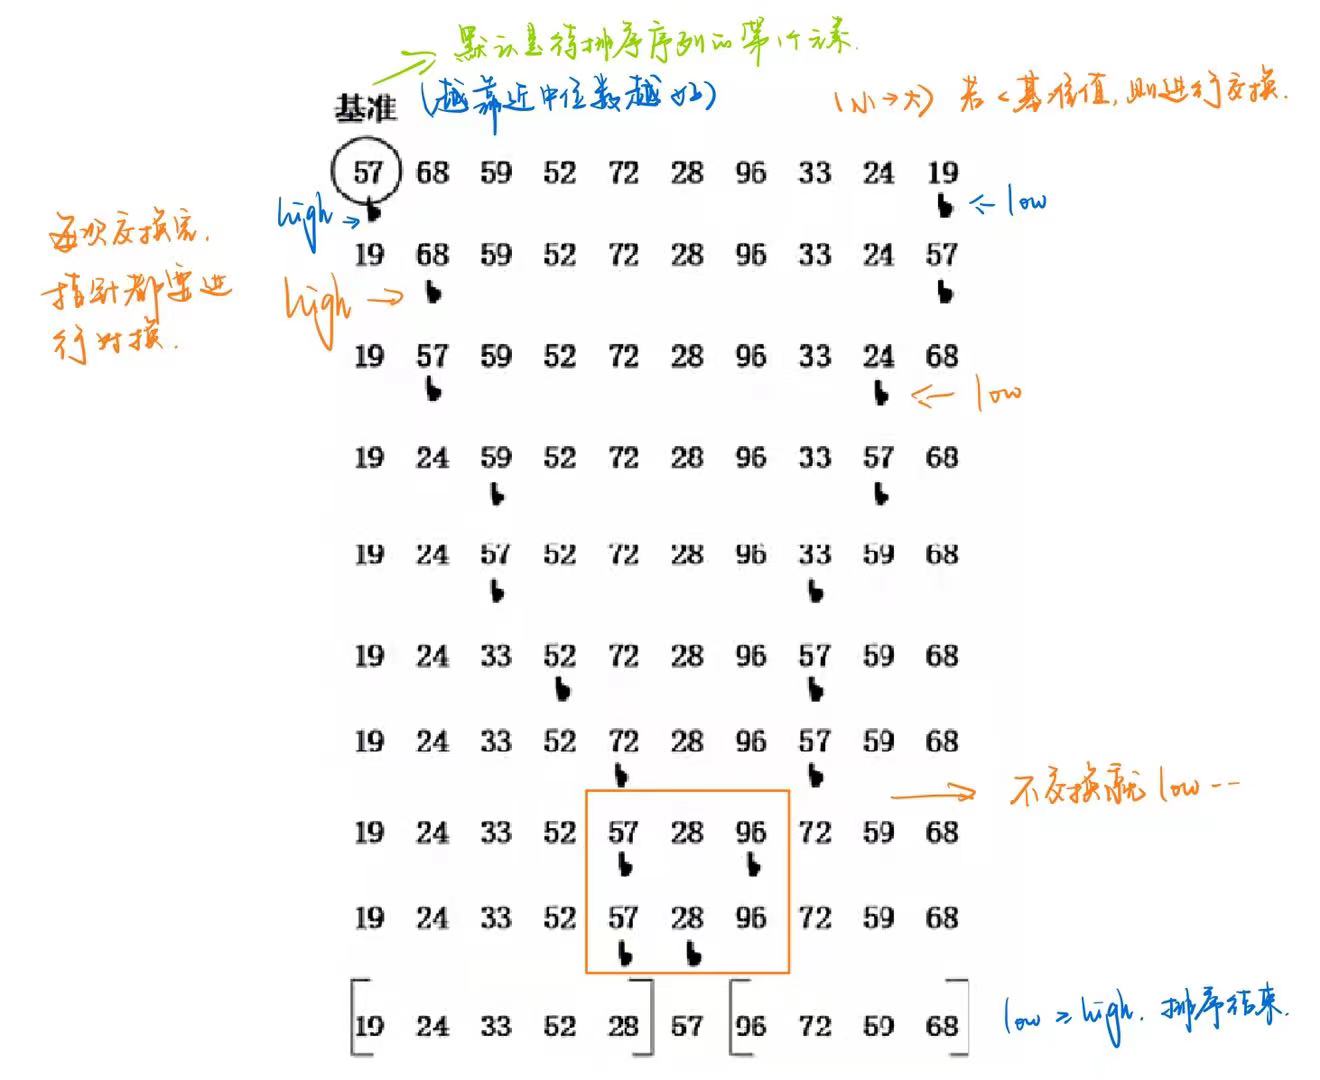 默认是待排序序列的第1个元素.
基准 (越靠近中位数越好)
(小→大) 若<基准值,则进行交换.
57 68 59 52 72 28 96 33 24 19
high → ← low
每次交换完,
指针都要进
行对换.
19 68 59 52 72 28 96 33 24 57
high →
19 57 59 52 72 28 96 33 24 68
← low
19 24 59 52 72 28 96 33 57 68
19 24 57 52 72 28 96 33 59 68
19 24 33 52 72 28 96 57 59 68
19 24 33 52 72 28 96 57 59 68
→ 不交换就 low--
19 24 33 52 57 28 96 72 59 68
19 24 33 52 57 28 96 72 59 68
[19 24 33 52 28] 57 [96 72 59 68]
low ≥ high. 排序结束.